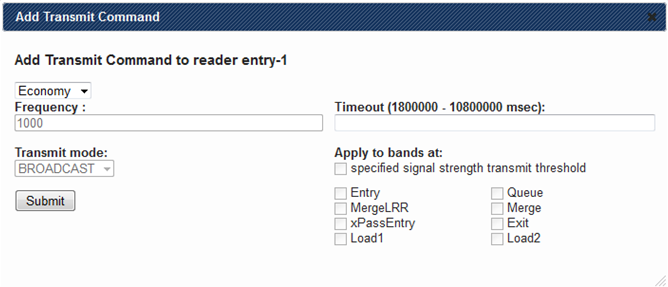 Add Transmit Command
Add Transmit Command to reader entry-1
Economy
Frequency :
1000
Timeout (1800000 - 10800000 msec):
Transmit mode:
BROADCAST
Apply to bands at:
specified signal strength transmit threshold
Entry
Queue
MergeLRR
Merge
xPassEntry
Exit
Load1
Load2
Submit